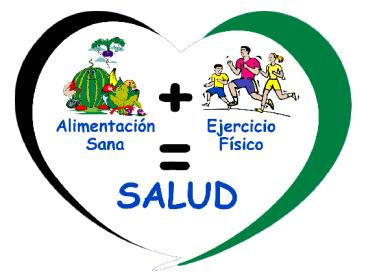 +
Alimentación
Sana
Ejercicio
Físico
=
SALUD